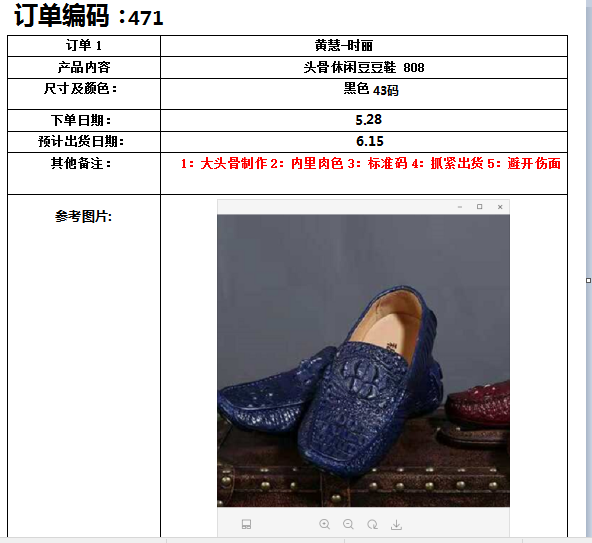 订单编码：471
订单 1 黄慧-时丽
产品内容 头骨休闲豆豆鞋 808
尺寸及颜色： 黑色 43码
下单日期： 5.28
预计出货日期： 6.15
其他备注： 1：大头骨制作 2：内里肉色 3：标准码 4：抓紧出货 5：避开伤面
参考图片: